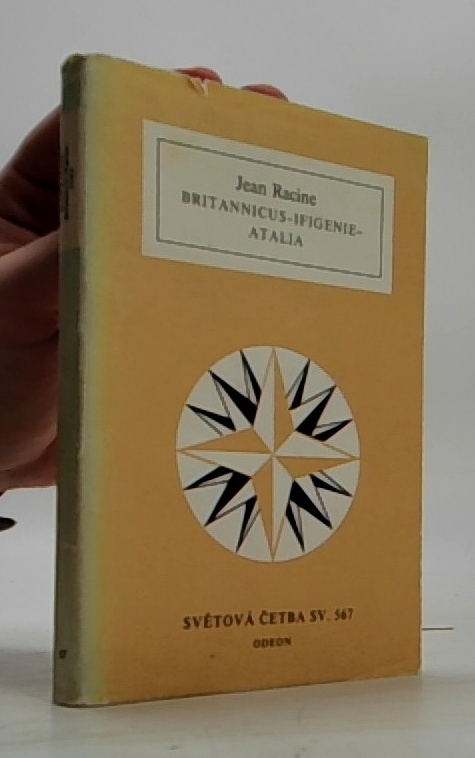 Jean Racine
BRITANNICUS-IFIGENIE-
ATALIA
SVĚTOVÁ ČETBA SV. 567
ODEON